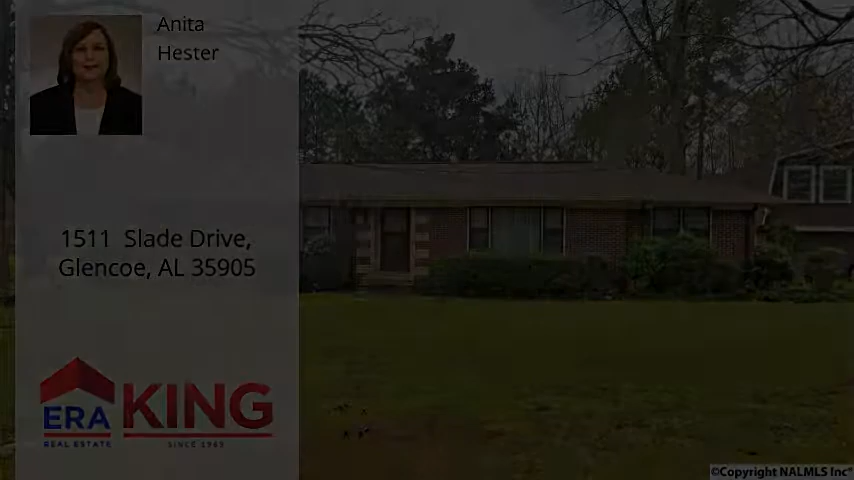 Anita
Hester
1511 Slade Drive,
Glencoe, AL 35905
ERA
REAL ESTATE
KING
SINCE 1965
©Copyright NALMLS Inc"